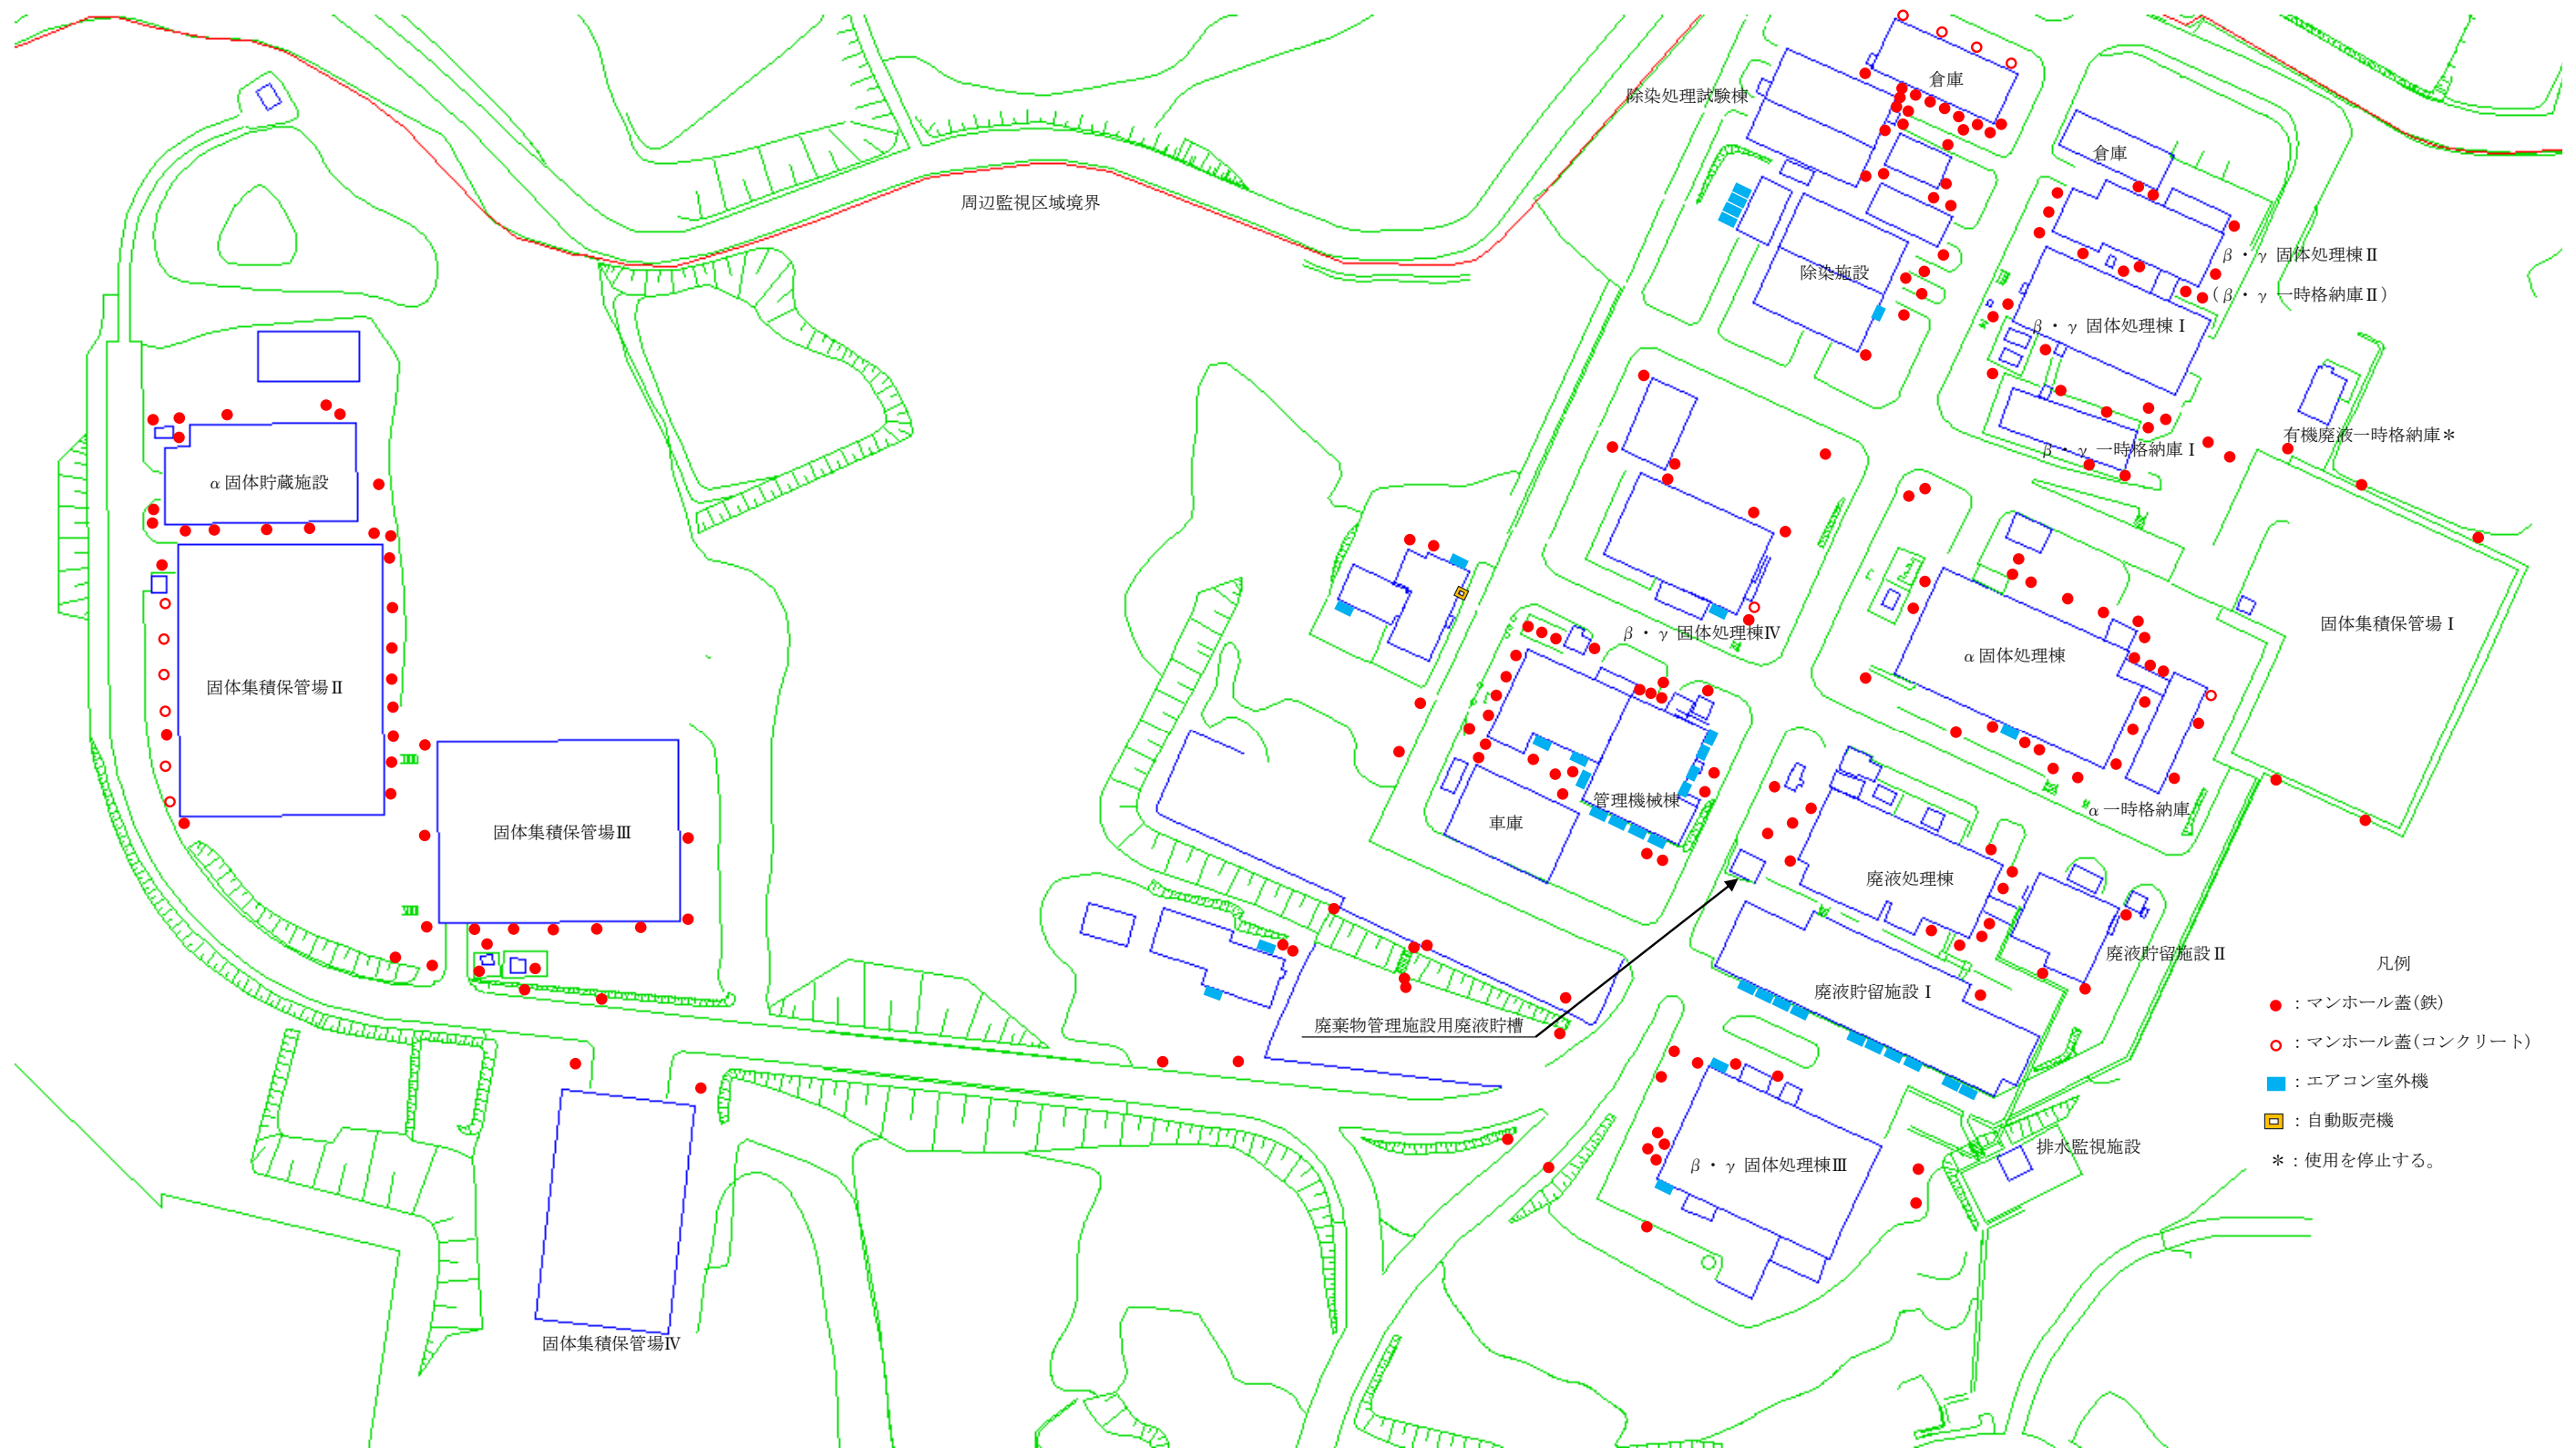 倉庫
除染処理試験棟
倉庫
周辺監視区域境界
β・γ 固体処理棟Ⅱ
除染施設
(β・γ 一時格納庫Ⅱ)
β・γ 固体処理棟Ⅰ
有機廃液一時格納庫*
β・γ 一時格納庫Ⅰ
α固体貯蔵施設
固体集積保管場Ⅰ
β・γ 固体処理棟Ⅳ
α固体処理棟
固体集積保管場Ⅱ
管理機械棟
α一時格納庫
車庫
固体集積保管場Ⅲ
廃液処理棟
廃液貯留施設Ⅱ
廃液貯留施設Ⅰ
廃棄物管理施設用廃液貯槽
排水監視施設
β・γ 固体処理棟Ⅲ
固体集積保管場Ⅳ
凡例
:マンホール蓋(鉄)
:マンホール蓋(コンクリート)
:エアコン室外機
:自動販売機
*:使用を停止する。